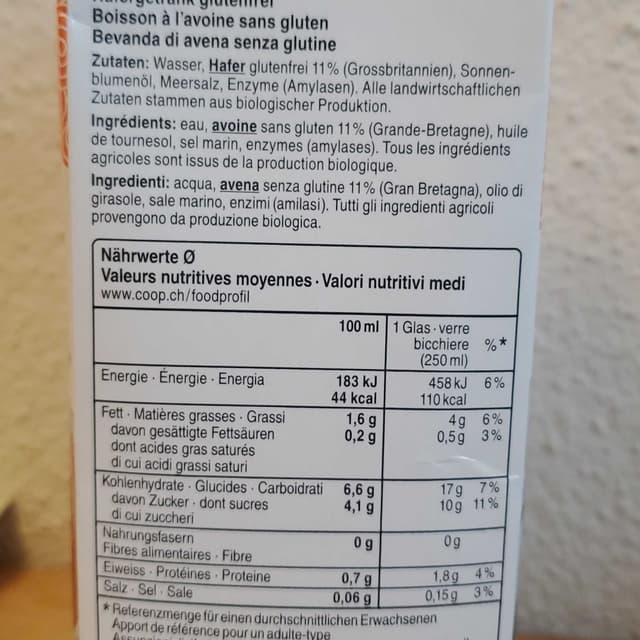 Hafergetränk glutenfrei
Boisson à l'avoine sans gluten
Bevanda di avena senza glutine
Zutaten: Wasser, Hafer glutenfrei 11% (Grossbritannien), Sonnen-
blumenöl, Meersalz, Enzyme (Amylasen). Alle landwirtschaftlichen
Zutaten stammen aus biologischer Produktion.
Ingrédients: eau, avoine sans gluten 11% (Grande-Bretagne), huile
de tournesol, sel marin, enzymes (amylases). Tous les ingrédients
agricoles sont issus de la production biologique.
Ingredienti: acqua, avena senza glutine 11% (Gran Bretagna), olio di
girasole, sale marino, enzimi (amilasi). Tutti gli ingredienti agricoli
provengono da produzione biologica.
Nährwerte Ø
Valeurs nutritives moyennes · Valori nutritivi medi
www.coop.ch/foodprofil
100 ml 1 Glas · verre
bicchiere %*
(250 ml)
Energie · Énergie · Energia 183 kJ 458 kJ 6%
44 kcal 110 kcal
Fett · Matières grasses · Grassi 1,6 g 4 g 6%
davon gesättigte Fettsäuren 0,2 g 0,5 g 3%
dont acides gras saturés
di cui acidi grassi saturi
Kohlenhydrate · Glucides · Carboidrati 6,6 g 17 g 7%
davon Zucker · dont sucres 4,1 g 10 g 11%
di cui zuccheri
Nahrungsfasern 0 g 0 g
Fibres alimentaires · Fibre
Eiweiss · Protéines · Proteine 0,7 g 1,8 g 4%
Salz · Sel · Sale 0,06 g 0,15 g 3%
* Referenzmenge für einen durchschnittlichen Erwachsenen
Apport de référence pour un adulte-type